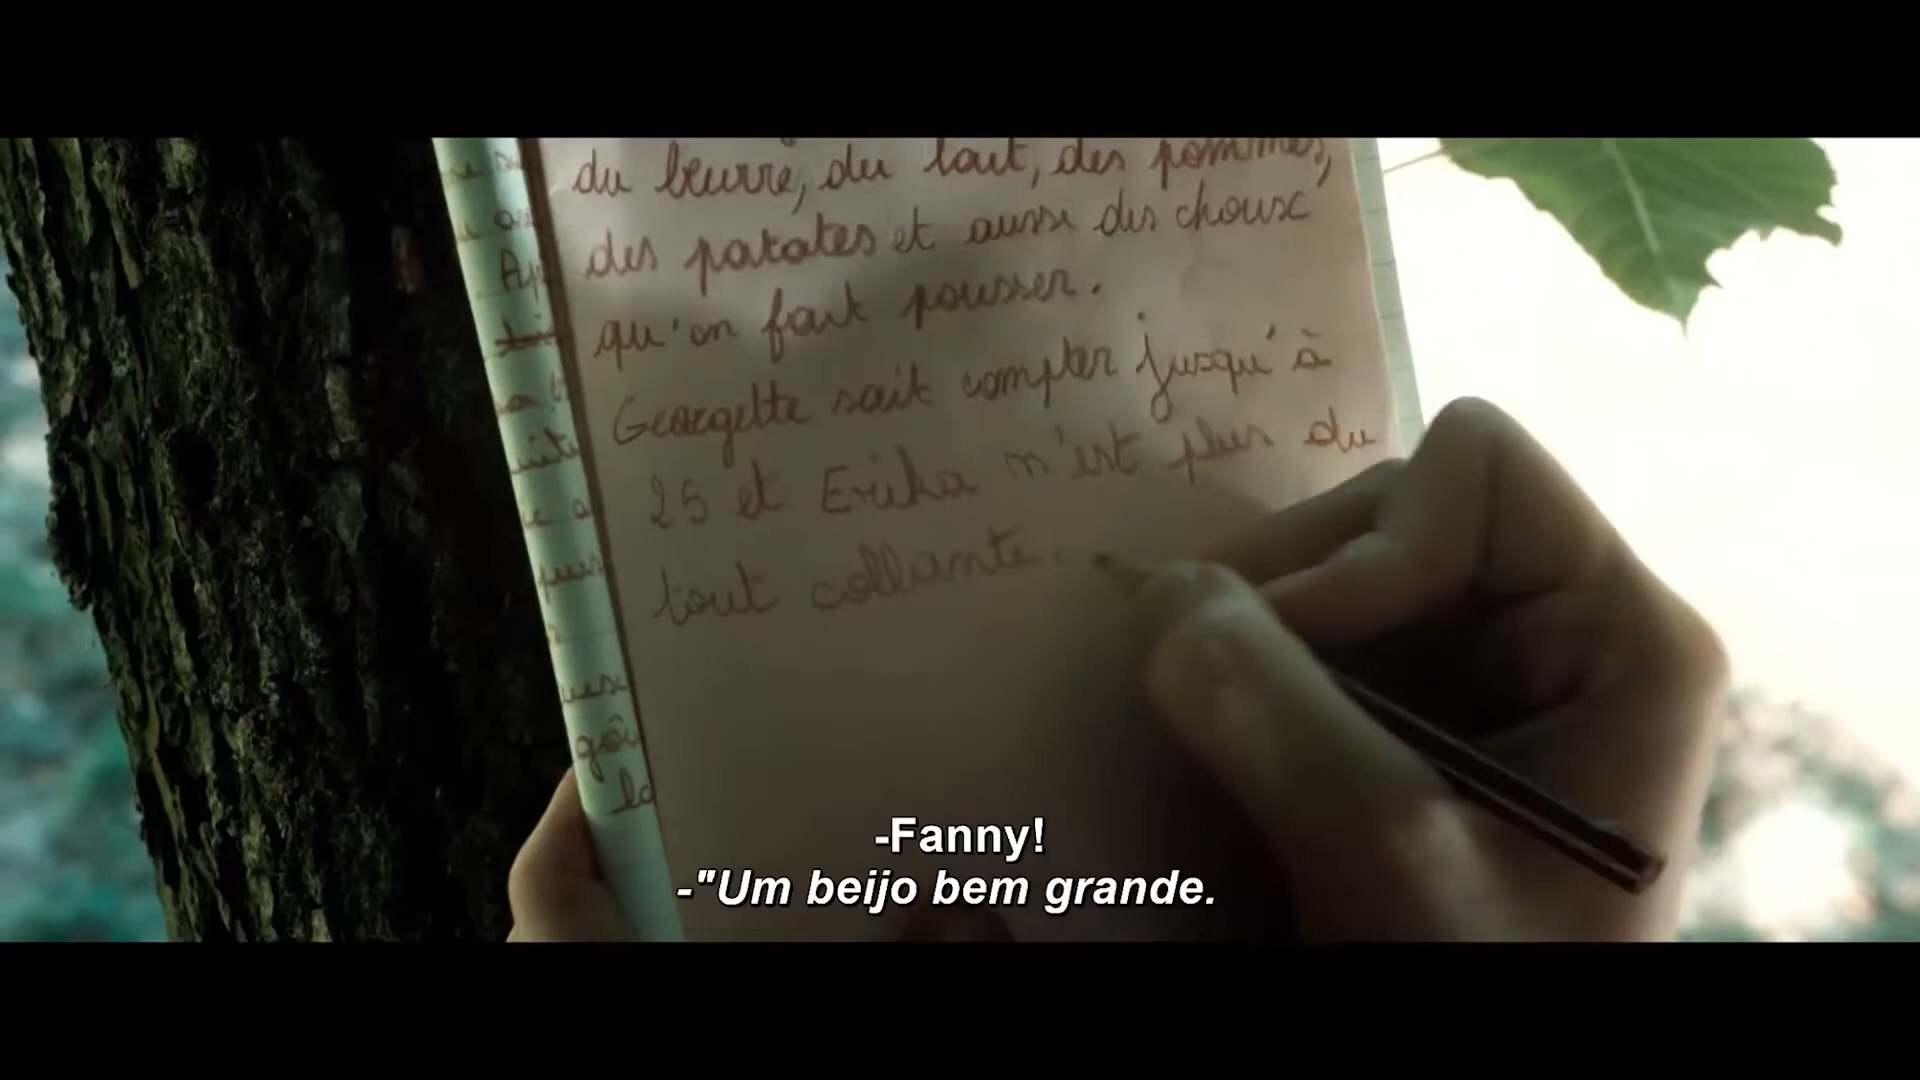 du beurre, du lait, des pommes,
des patates et aussi des choux
qu'on fait pousser.
Georgette sait compter jusqu'à
25 et Erika n'est plus du
tout collante.
-Fanny!
-"Um beijo bem grande.